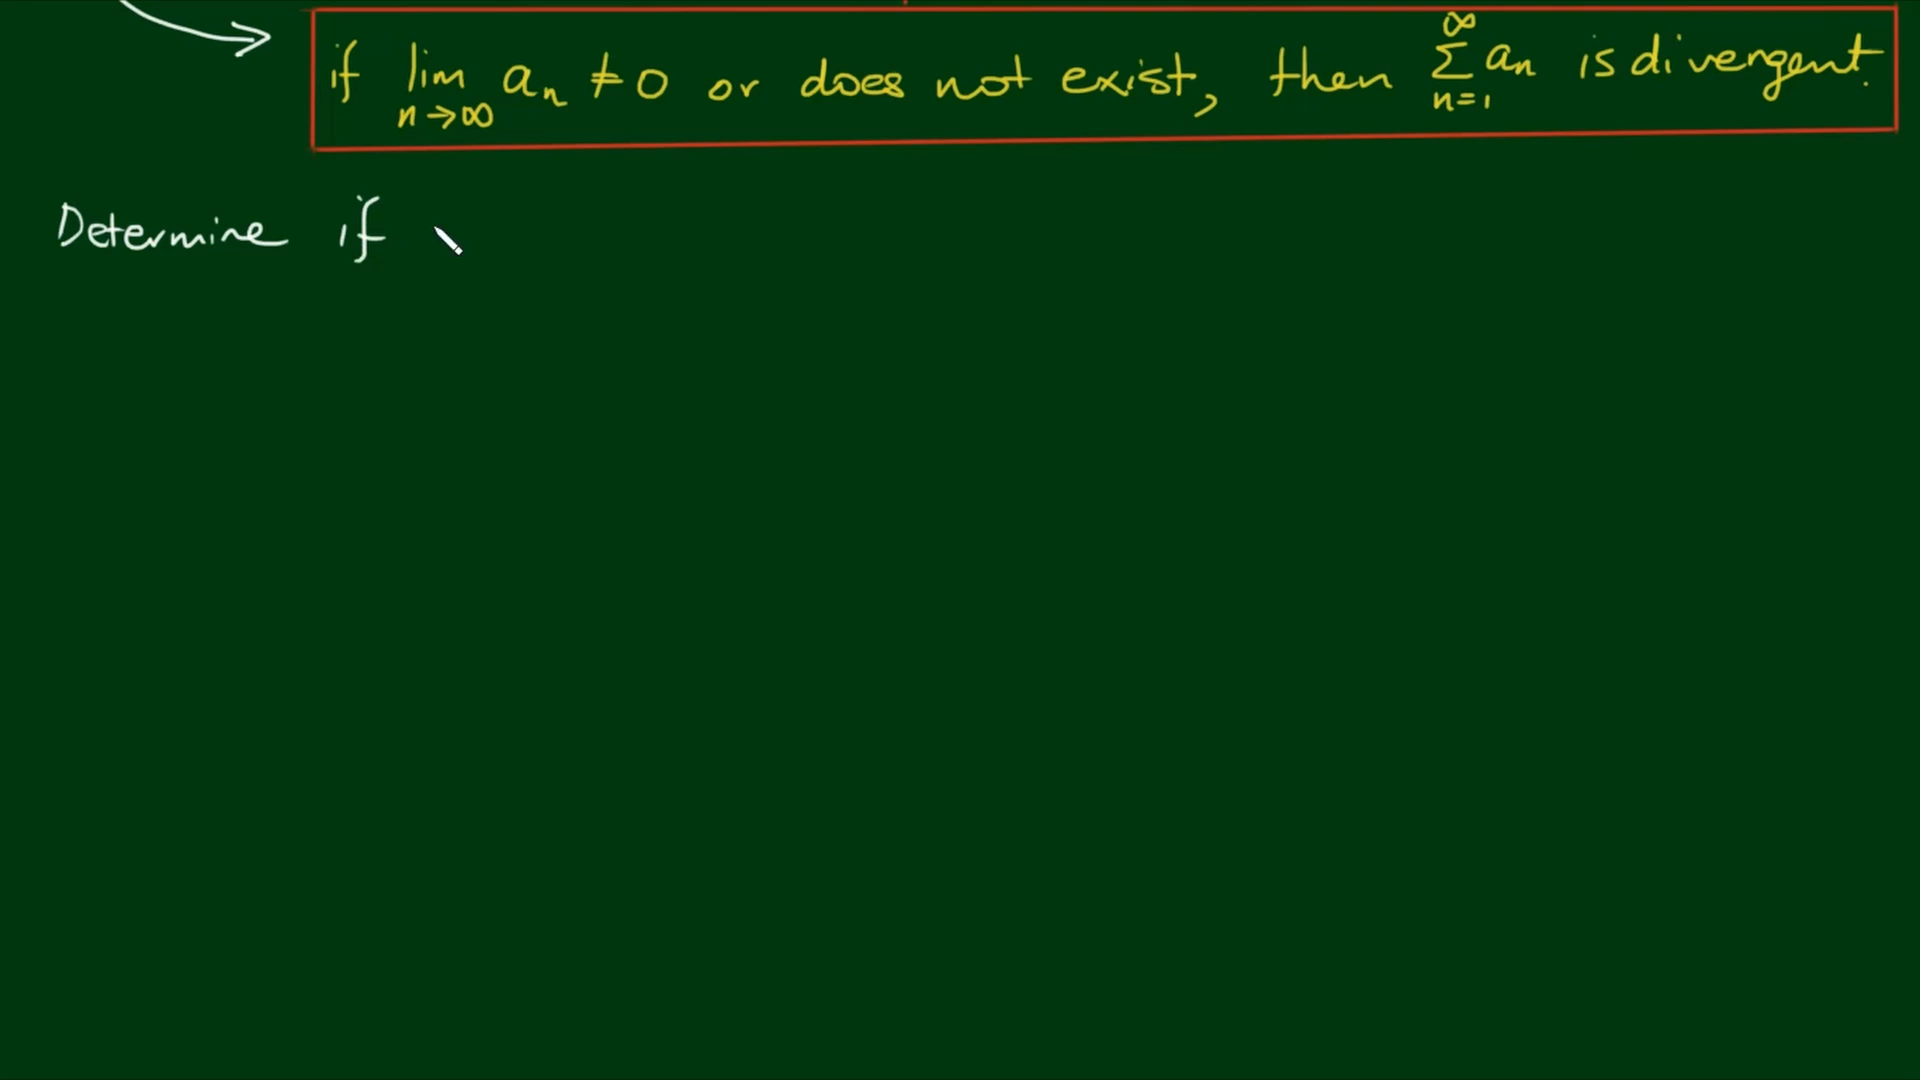 if lim n→∞ aₙ ≠ 0 or does not exist, then ∑ n=1 ∞ aₙ is divergent.
Determine if